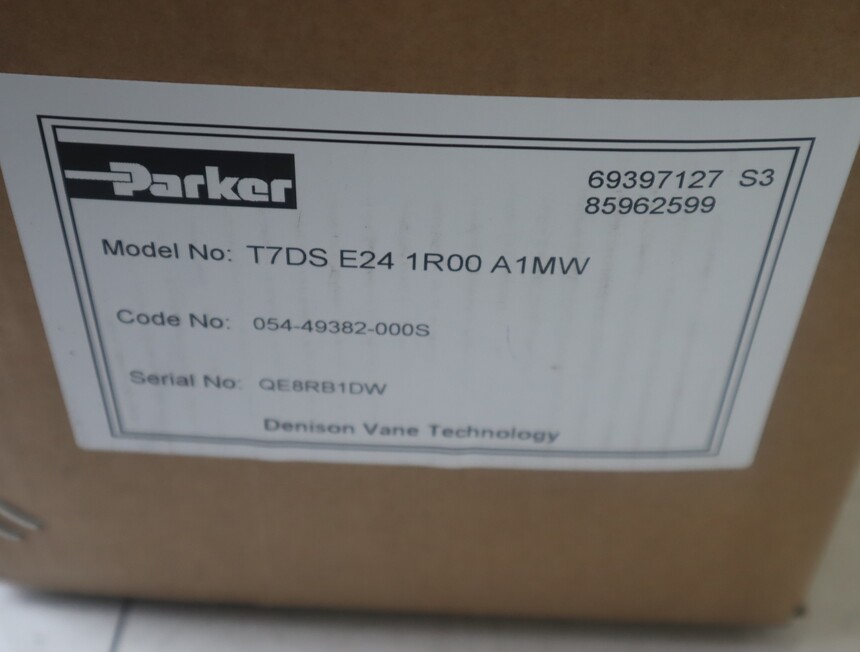 Parker
69397127 S3
85962599
Model No: T7DS E24 1R00 A1MW
Code No: 054-49382-000S
Serial No: QE8RB1DW
Denison Vane Technology